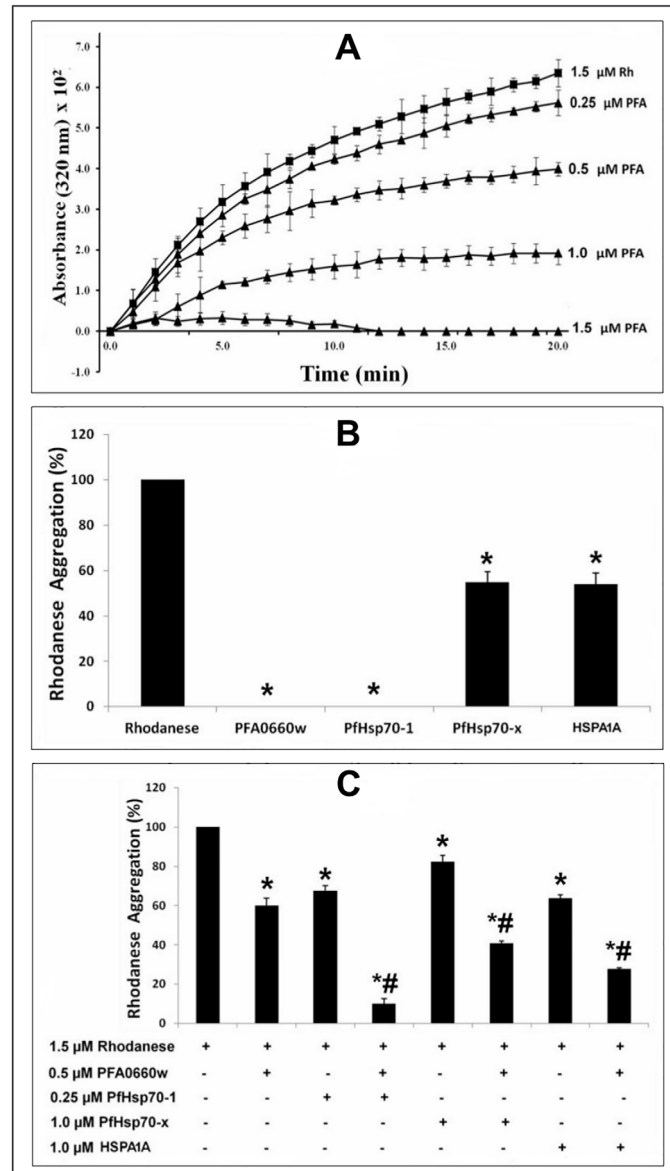 A
Absorbance (320 nm) x 10²
7.0
6.0
5.0
4.0
3.0
2.0
1.0
0.0
-1.0
1.5 µM Rh
0.25 µM PFA
0.5 µM PFA
1.0 µM PFA
1.5 µM PFA
0.0 5.0 10.0 15.0 20.0
Time (min)
B
Rhodanese Aggregation (%)
120
100
80
60
40
20
0
* * * *
Rhodanese PFA0660w PfHsp70-1 PfHsp70-x HSPA1A
C
Rhodanese Aggregation (%)
120
100
80
60
40
20
0
* * *# * *# * *#
1.5 µM Rhodanese + + + + + + + +
0.5 µM PFA0660w - + - + - + - +
0.25 µM PfHsp70-1 - - + + - - - -
1.0 µM PfHsp70-x - - - - + + - -
1.0 µM HSPA1A - - - - - - + +